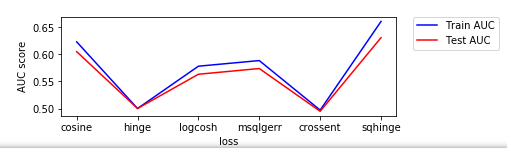 Train AUC
Test AUC
AUC score
0.65
0.60
0.55
0.50
cosine
hinge
logcosh
msqlgerr
crossent
sqhinge
loss